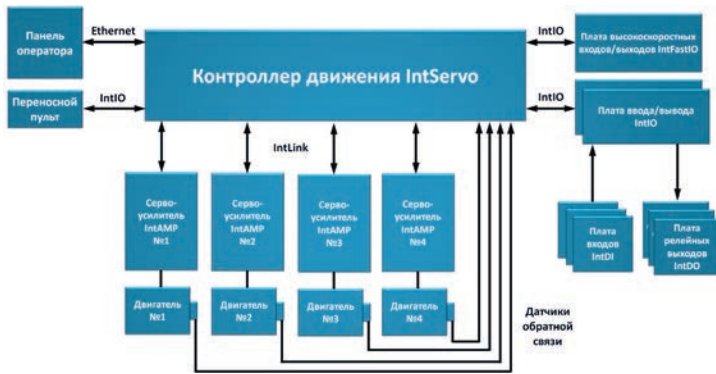 Панель
оператора
Ethernet
Контроллер движения IntServo
IntIO
Плата высокоскоростных
входов/выходов IntFastIO
Переносной
пульт
IntIO
IntIO
Плата ввода/вывода
IntIO
IntLink
Серво-
усилитель
IntAMP
№1
Серво-
усилитель
IntAMP
№2
Серво-
усилитель
IntAMP
№3
Серво-
усилитель
IntAMP
№4
Плата
входов
IntDI
Плата
релейных
выходов
IntDO
Двигатель
№1
Двигатель
№2
Двигатель
№3
Двигатель
№4
Датчики
обратной
связи